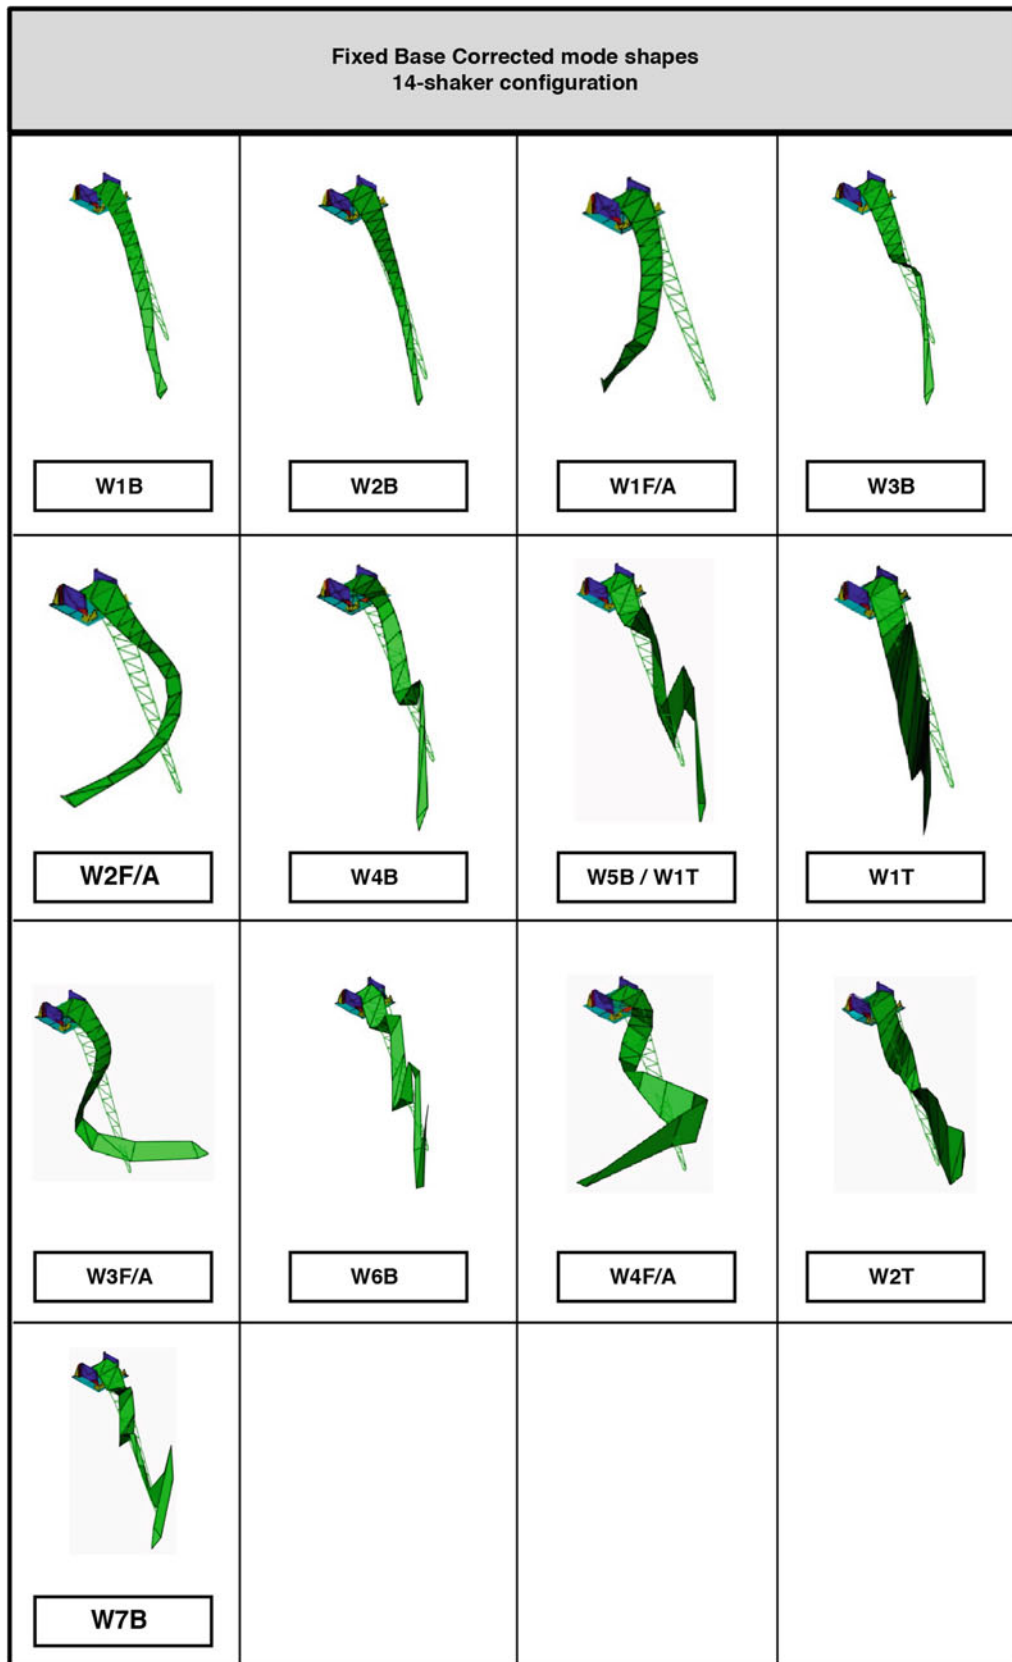 Fixed Base Corrected mode shapes
14-shaker configuration
W1B
W2B
W1F/A
W3B
W2F/A
W4B
W5B / W1T
W1T
W3F/A
W6B
W4F/A
W2T
W7B